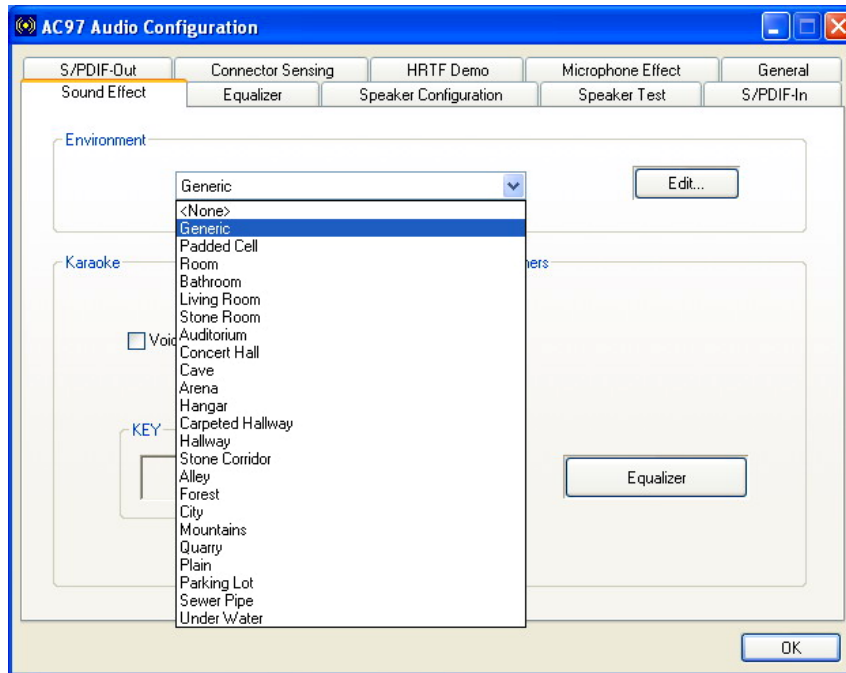 AC97 Audio Configuration
S/PDIF-Out Connector Sensing HRTF Demo Microphone Effect General
Sound Effect Equalizer Speaker Configuration Speaker Test S/PDIF-In
Environment
Generic Edit...
<None>
Generic
Padded Cell
Karaoke
Room
Bathroom
Living Room
Stone Room
Auditorium
Concert Hall
Cave
Arena
Hangar
Carpeted Hallway
KEY
Hallway
Stone Corridor
Alley
Equalizer
Forest
City
Mountains
Quarry
Plain
Parking Lot
Sewer Pipe
Under Water
OK